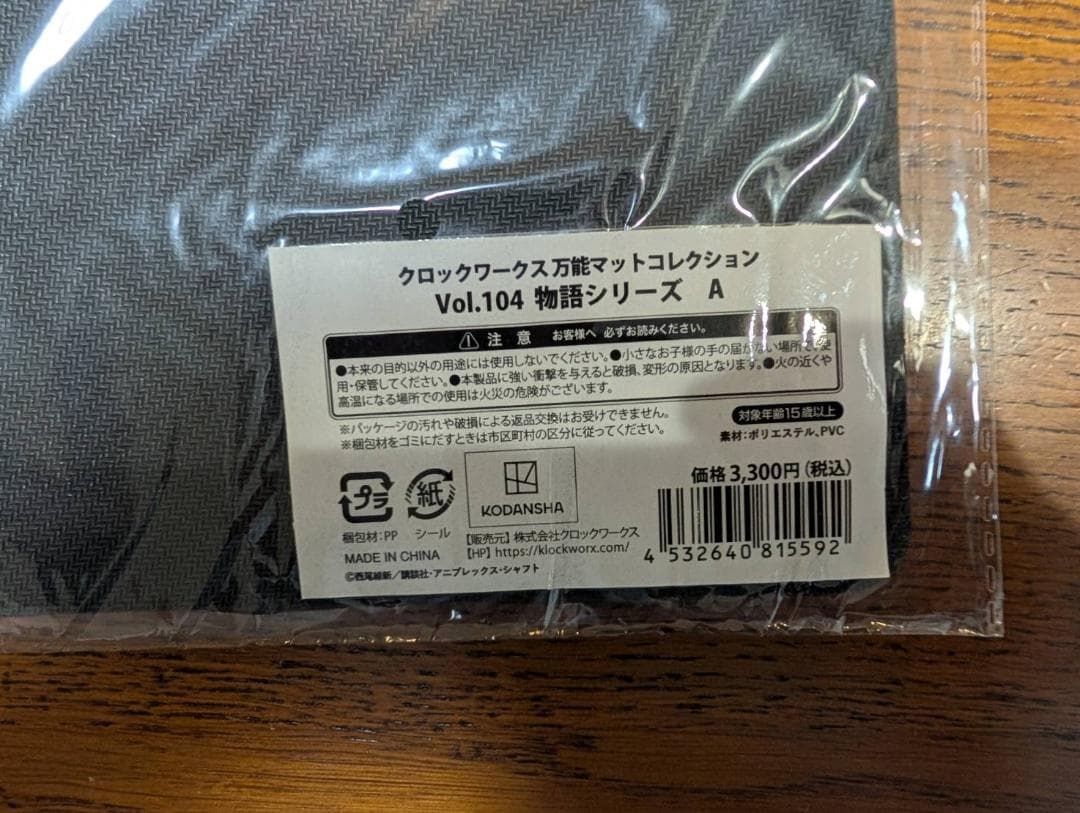 クロックワークス万能マットコレクション
Vol.104 物語シリーズ A
注 意 お客様へ 必ずお読みください。
●本来の目的以外の用途には使用しないでください。●小さなお子様の手の届かない場所で使
用・保管してください。●本製品に強い衝撃を与えると破損、変形の原因となります。●火の近くや
高温になる場所での使用は火災の危険がございます。
※パッケージの汚れや破損による返品交換はお受けできません。
※梱包材をゴミにだすときは市区町村の区分に従ってください。
対象年齢15歳以上
素材:ポリエステル、PVC
価格 3,300円(税込)
プラ
紙
KODANSHA
梱包材:PP シール
MADE IN CHINA
【販売元】株式会社クロックワークス
【HP】https://klockworx.com/
4 532640 815592
©西尾維新/講談社・アニプレックス・シャフト